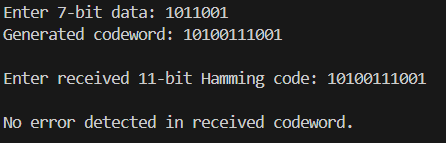 Enter 7-bit data: 1011001
Generated codeword: 10100111001
Enter received 11-bit Hamming code: 10100111001
No error detected in received codeword.